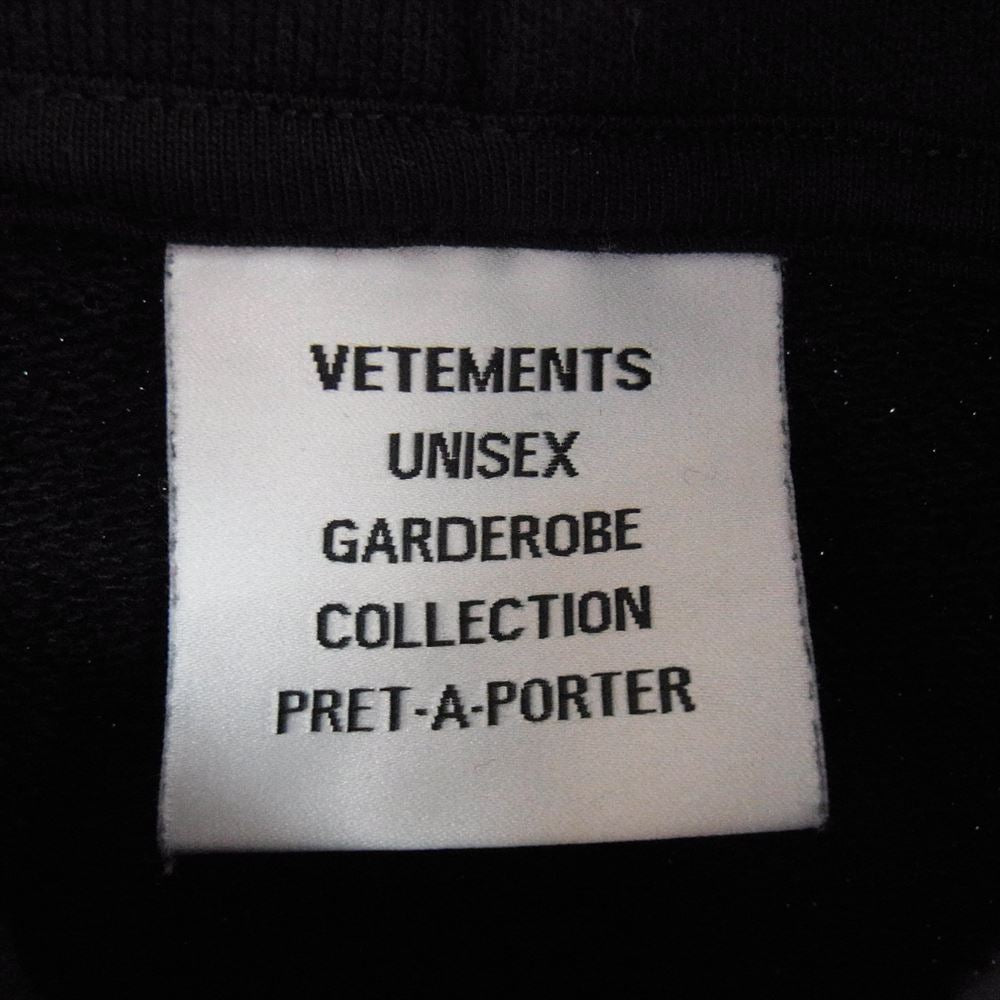 VETEMENTS
UNISEX
GARDEROBE
COLLECTION
PRET-A-PORTER